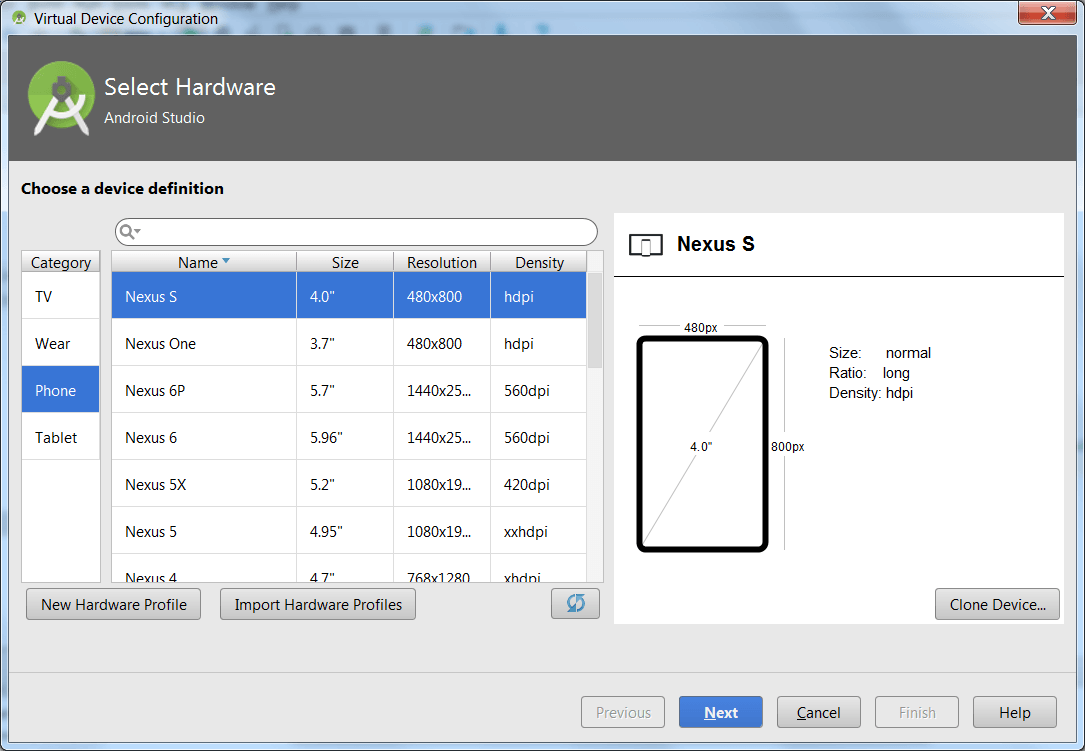 Virtual Device Configuration
Select Hardware
Android Studio
Choose a device definition
Category
TV
Wear
Phone
Tablet
Name Size Resolution Density
Nexus S 4.0" 480x800 hdpi
Nexus One 3.7" 480x800 hdpi
Nexus 6P 5.7" 1440x25... 560dpi
Nexus 6 5.96" 1440x25... 560dpi
Nexus 5X 5.2" 1080x19... 420dpi
Nexus 5 4.95" 1080x19... xxhdpi
Nexus 4 4.7" 768x1280 xhdpi
New Hardware Profile Import Hardware Profiles
Nexus S
480px
4.0"
800px
Size: normal
Ratio: long
Density: hdpi
Clone Device...
Previous Next Cancel Finish Help